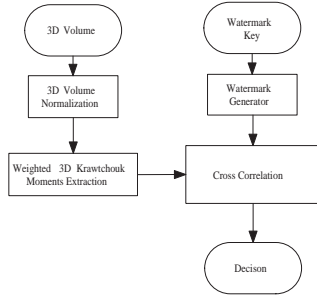 3D Volume
Watermark
Key
3D Volume
Normalization
Watermark
Generator
Weighted 3D Krawtchouk
Moments Extraction
Cross Correlation
Decison